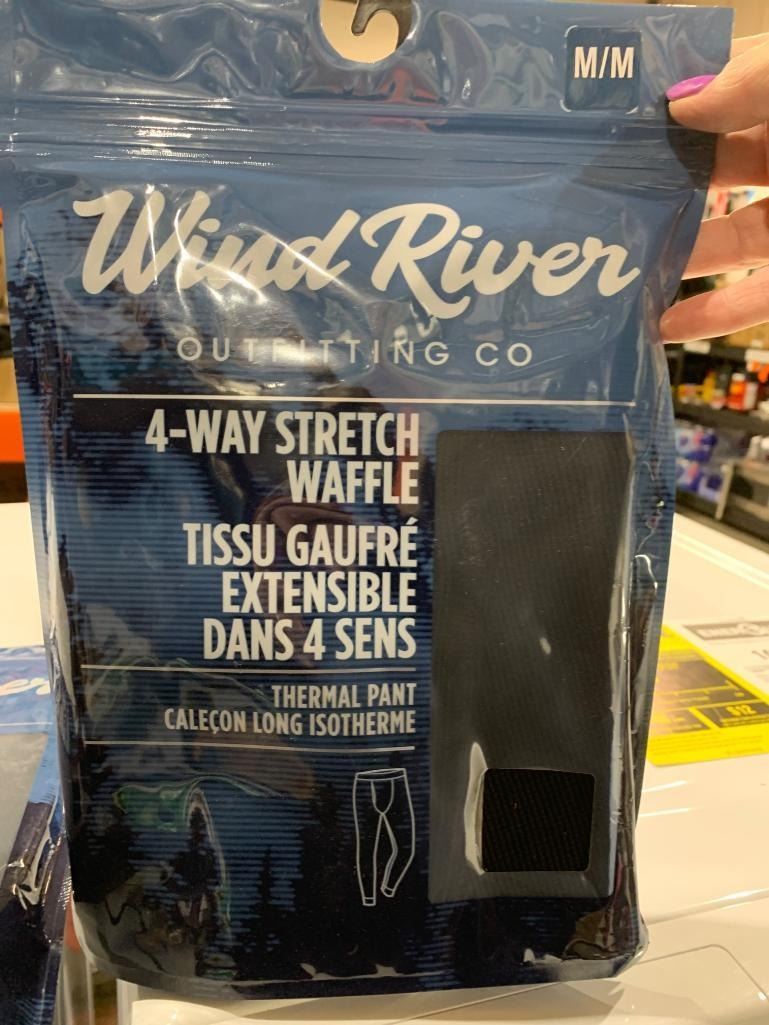 M/M
Wind River
OUTFITTING CO
4-WAY STRETCH
WAFFLE
TISSU GAUFRÉ
EXTENSIBLE
DANS 4 SENS
THERMAL PANT
CALEÇON LONG ISOTHERME